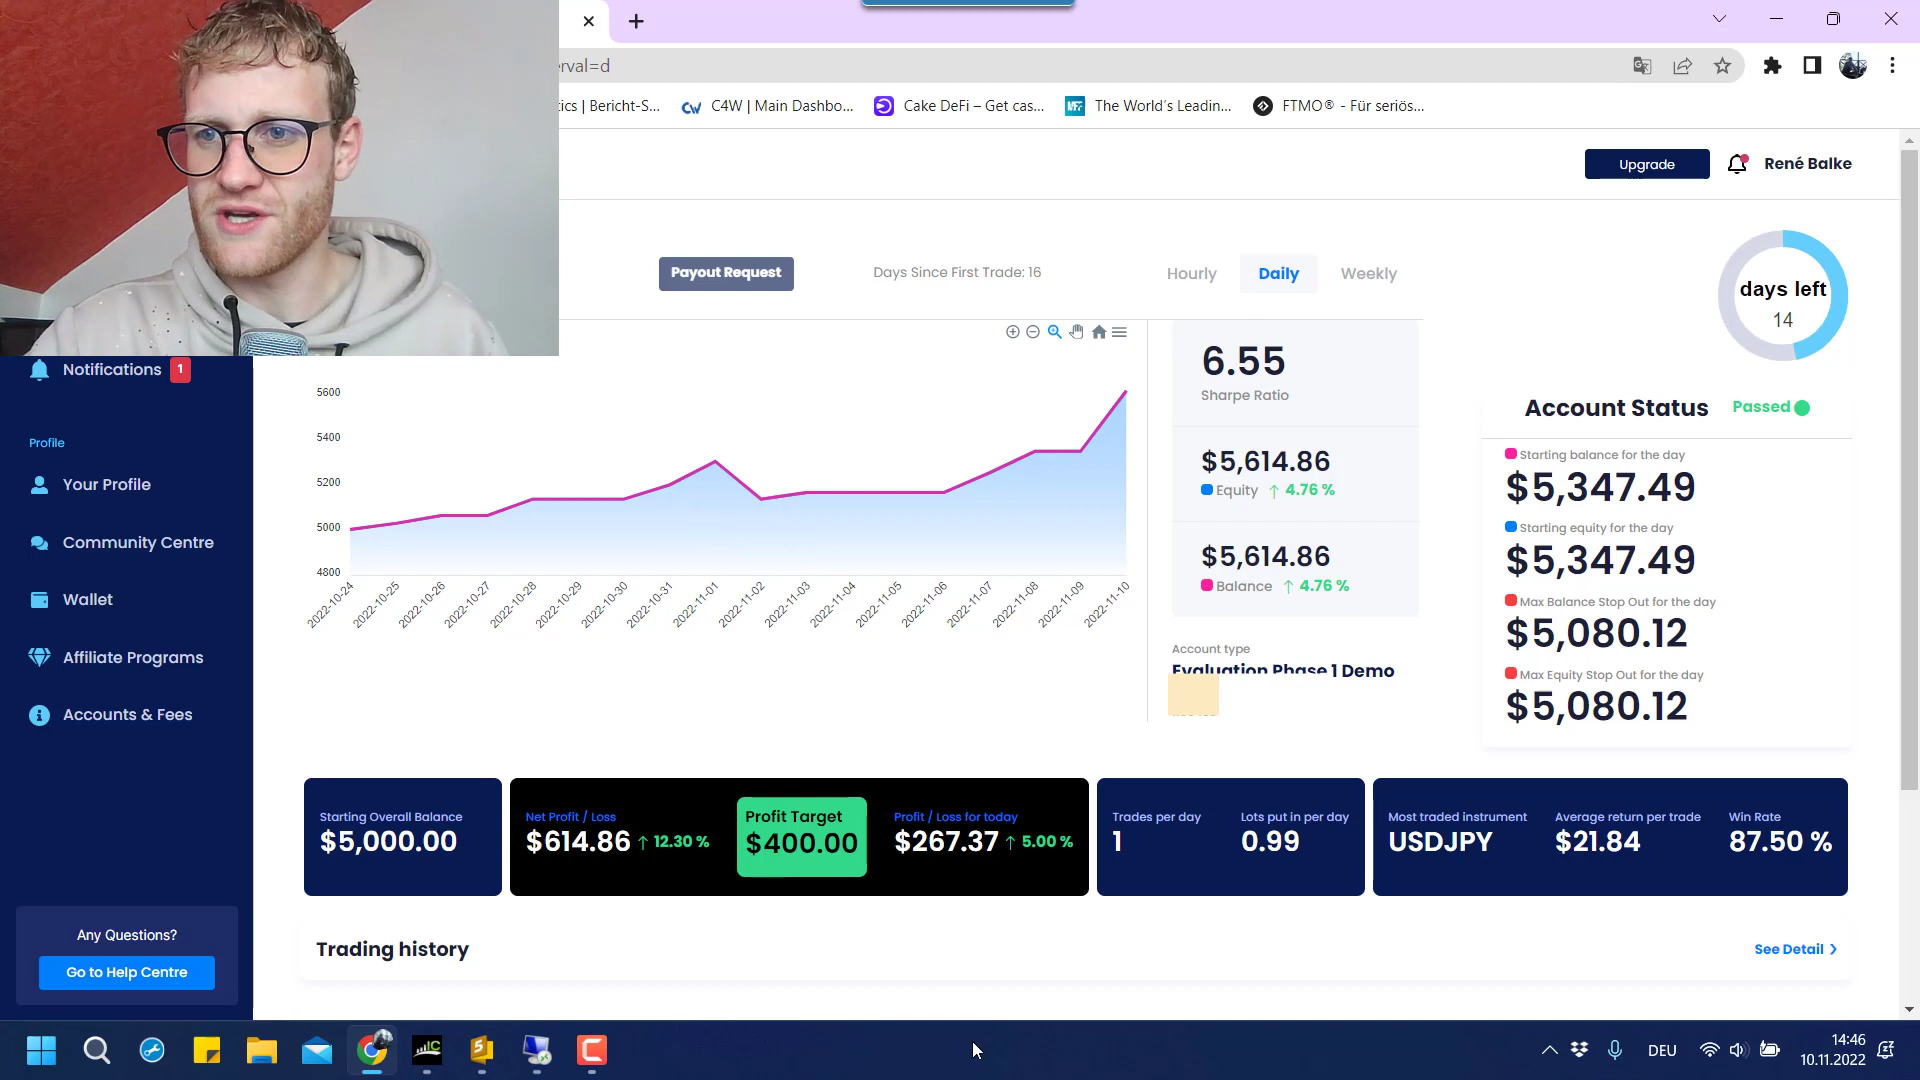 erval=d
tics | Bericht-S...
C4W | Main Dashbo...
Cake DeFi – Get cas...
The World's Leadin...
FTMO® - Für seriös...
Upgrade
René Balke
Payout Request
Days Since First Trade: 16
Hourly
Daily
Weekly
days left
14
Notifications 1
Profile
Your Profile
Community Centre
Wallet
Affiliate Programs
Accounts & Fees
Any Questions?
Go to Help Centre
5600
5400
5200
5000
4800
2022-10-24
2022-10-25
2022-10-26
2022-10-27
2022-10-28
2022-10-29
2022-10-30
2022-10-31
2022-11-01
2022-11-02
2022-11-03
2022-11-04
2022-11-05
2022-11-06
2022-11-07
2022-11-08
2022-11-09
2022-11-10
6.55
Sharpe Ratio
$5,614.86
Equity ↑ 4.76 %
$5,614.86
Balance ↑ 4.76 %
Account type
Evaluation Phase 1 Demo
Account Status Passed
Starting balance for the day
$5,347.49
Starting equity for the day
$5,347.49
Max Balance Stop Out for the day
$5,080.12
Max Equity Stop Out for the day
$5,080.12
Starting Overall Balance
$5,000.00
Net Profit / Loss
$614.86 ↑ 12.30 %
Profit Target
$400.00
Profit / Loss for today
$267.37 ↑ 5.00 %
Trades per day
1
Lots put in per day
0.99
Most traded instrument
USDJPY
Average return per trade
$21.84
Win Rate
87.50 %
Trading history
See Detail
IC
5
C
DEU
14:46
10.11.2022